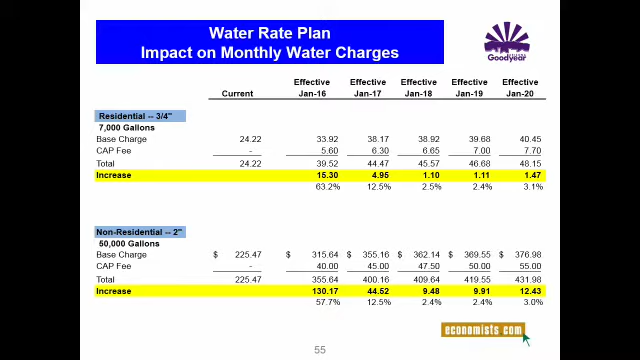 Water Rate Plan
Impact on Monthly Water Charges
Goodyear
Effective Effective Effective Effective Effective
Current Jan-16 Jan-17 Jan-18 Jan-19 Jan-20
Residential -- 3/4"
7,000 Gallons
Base Charge 24.22 33.92 38.17 38.92 39.68 40.45
CAP Fee - 5.60 6.30 6.65 7.00 7.70
Total 24.22 39.52 44.47 45.57 46.68 48.15
Increase 15.30 4.95 1.10 1.11 1.47
63.2% 12.5% 2.5% 2.4% 3.1%
Non-Residential -- 2"
50,000 Gallons
Base Charge $ 225.47 $ 315.64 $ 355.16 $ 362.14 $ 369.55 $ 376.98
CAP Fee - 40.00 45.00 47.50 50.00 55.00
Total 225.47 355.64 400.16 409.64 419.55 431.98
Increase 130.17 44.52 9.48 9.91 12.43
57.7% 12.5% 2.4% 2.4% 3.0%
economists.com
55